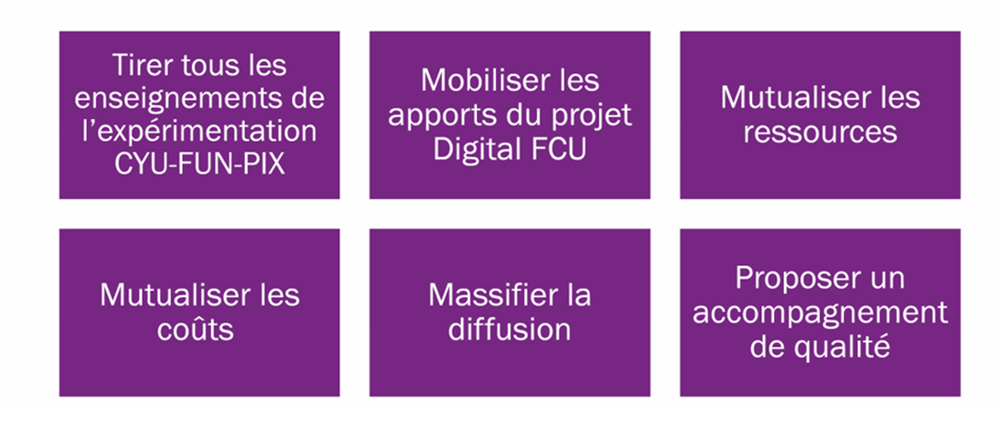 Tirer tous les
enseignements de
l’expérimentation
CYU-FUN-PIX
Mobiliser les
apports du projet
Digital FCU
Mutualiser les
ressources
Mutualiser les
coûts
Massifier la
diffusion
Proposer un
accompagnement
de qualité